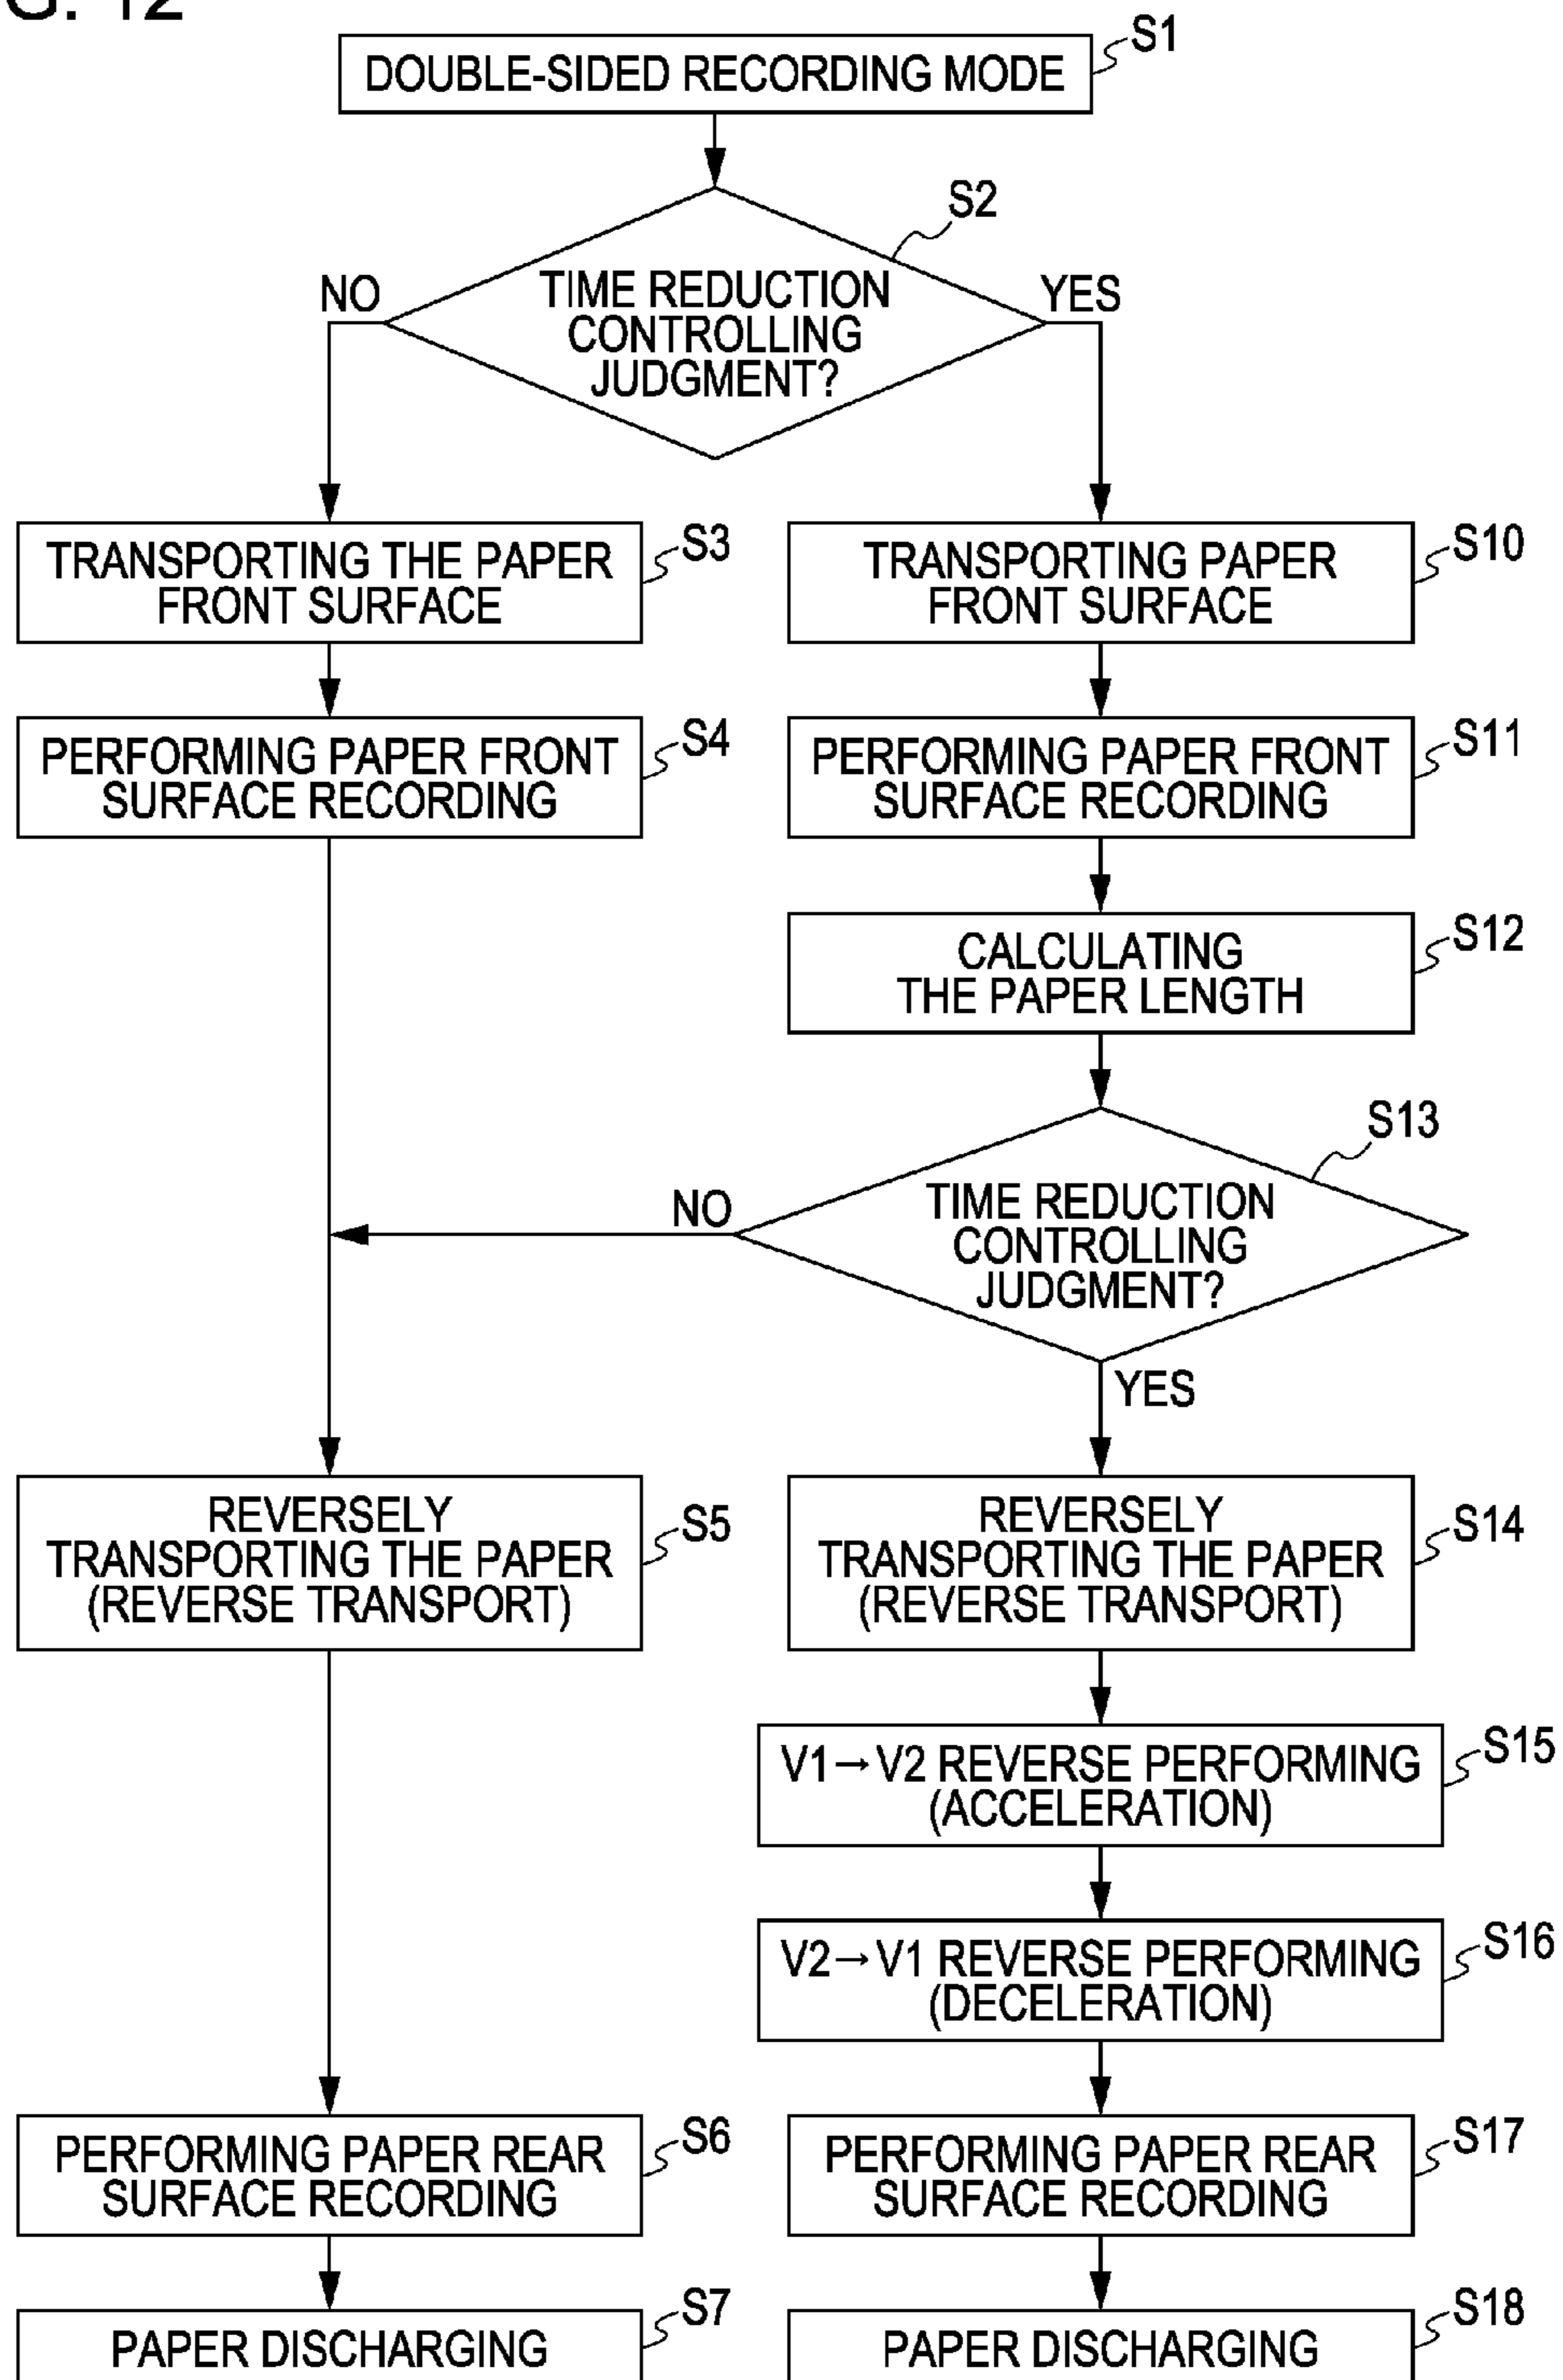 G. 12
DOUBLE-SIDED RECORDING MODE
S1
S2
NO
YES
TIME REDUCTION
CONTROLLING
JUDGMENT?
TRANSPORTING THE PAPER
FRONT SURFACE
S3
TRANSPORTING PAPER
FRONT SURFACE
S10
PERFORMING PAPER FRONT
SURFACE RECORDING
S4
PERFORMING PAPER FRONT
SURFACE RECORDING
S11
CALCULATING
THE PAPER LENGTH
S12
S13
NO
TIME REDUCTION
CONTROLLING
JUDGMENT?
YES
REVERSELY
TRANSPORTING THE PAPER
(REVERSE TRANSPORT)
S5
REVERSELY
TRANSPORTING THE PAPER
(REVERSE TRANSPORT)
S14
V1→V2 REVERSE PERFORMING
(ACCELERATION)
S15
V2→V1 REVERSE PERFORMING
(DECELERATION)
S16
PERFORMING PAPER REAR
SURFACE RECORDING
S6
PERFORMING PAPER REAR
SURFACE RECORDING
S17
PAPER DISCHARGING
S7
PAPER DISCHARGING
S18